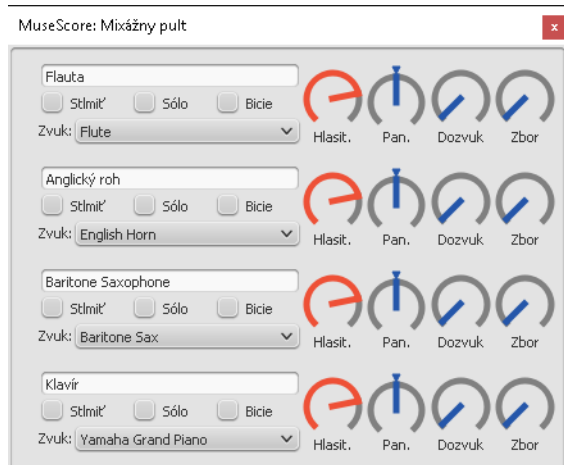 MuseScore: Mixážny pult
x
Flauta
Stlmiť Sólo Bicie
Zvuk: Flute
Hlasit. Pan. Dozvuk Zbor
Anglický roh
Stlmiť Sólo Bicie
Zvuk: English Horn
Hlasit. Pan. Dozvuk Zbor
Baritone Saxophone
Stlmiť Sólo Bicie
Zvuk: Baritone Sax
Hlasit. Pan. Dozvuk Zbor
Klavír
Stlmiť Sólo Bicie
Zvuk: Yamaha Grand Piano
Hlasit. Pan. Dozvuk Zbor